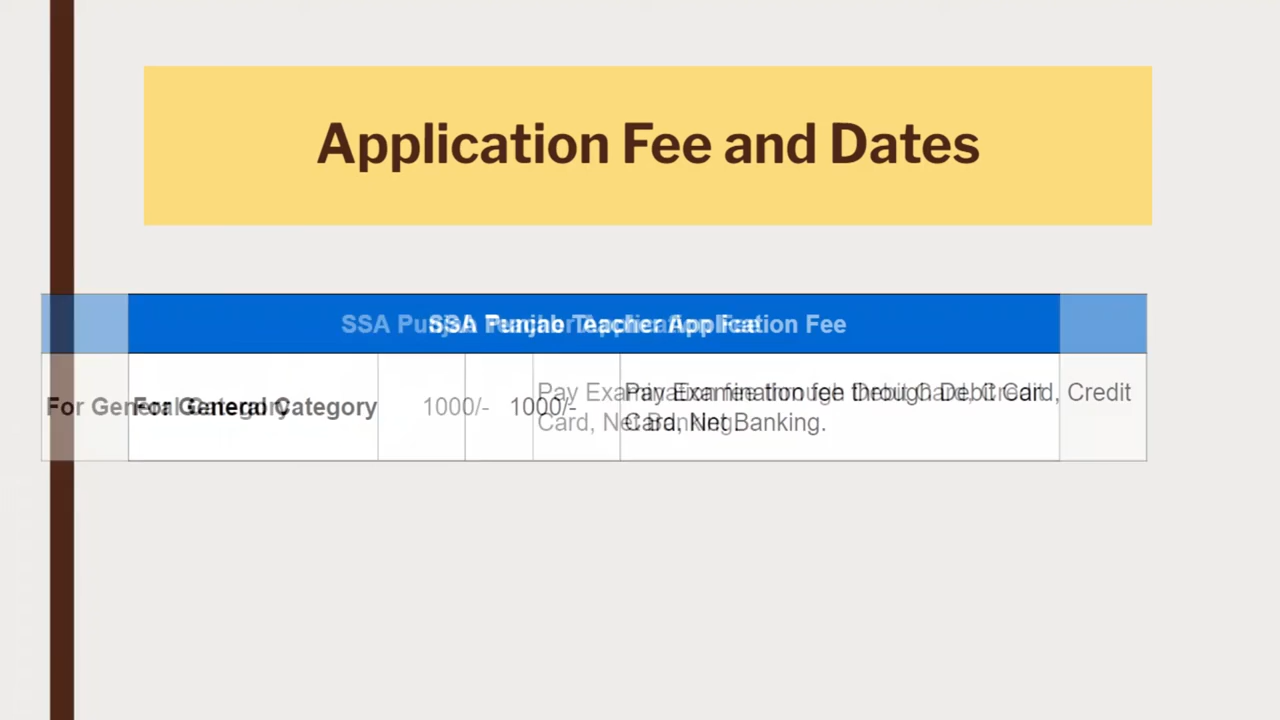 Application Fee and Dates
SSA Punjab Teacher Application Fee
For General Category 1000/- Pay Examination fee through Debit Card, Credit
Card, Net Banking.